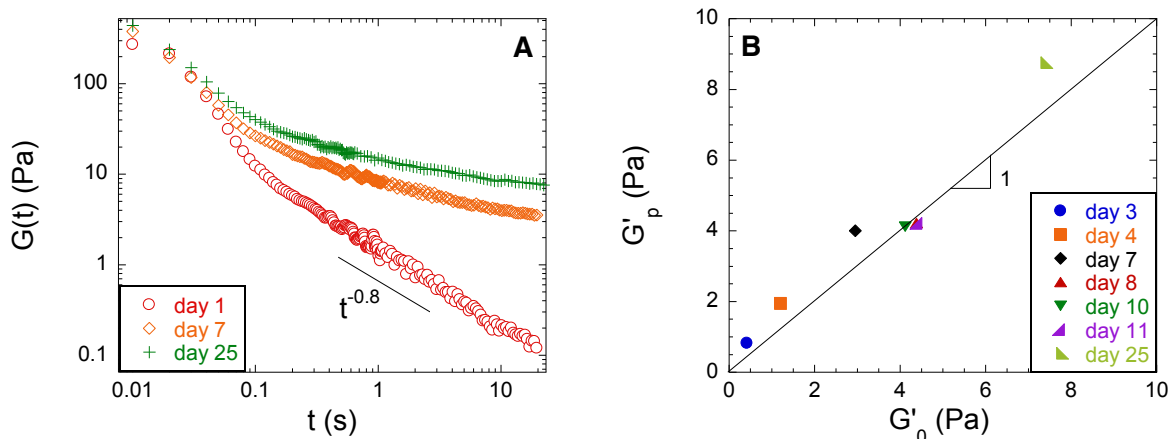 A
100
10
1
0.1
G(t) (Pa)
t^-0.8
day 1
day 7
day 25
0.01
0.1
1
10
t (s)
B
10
8
6
4
2
0
G'p (Pa)
1
day 3
day 4
day 7
day 8
day 10
day 11
day 25
0
2
4
6
8
10
G'0 (Pa)